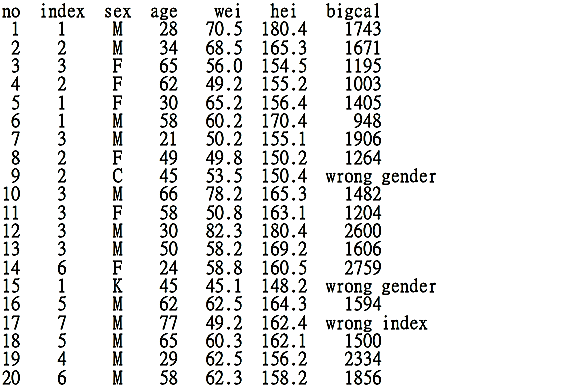 no index sex age wei hei bigcal
1 1 M 28 70.5 180.4 1743
2 2 M 34 68.5 165.3 1671
3 3 F 65 56.0 154.5 1195
4 2 F 62 49.2 155.2 1003
5 1 F 30 65.2 156.4 1405
6 1 M 58 60.2 170.4 948
7 3 M 21 50.2 155.1 1906
8 2 F 49 49.8 150.2 1264
9 2 C 45 53.5 150.4 wrong gender
10 3 M 66 78.2 165.3 1482
11 3 F 58 50.8 163.1 1204
12 3 M 30 82.3 180.4 2600
13 3 M 50 58.2 169.2 1606
14 6 F 24 58.8 160.5 2759
15 1 K 45 45.1 148.2 wrong gender
16 5 M 62 62.5 164.3 1594
17 7 M 77 49.2 162.4 wrong index
18 5 M 65 60.3 162.1 1500
19 4 M 29 62.5 156.2 2334
20 6 M 58 62.3 158.2 1856